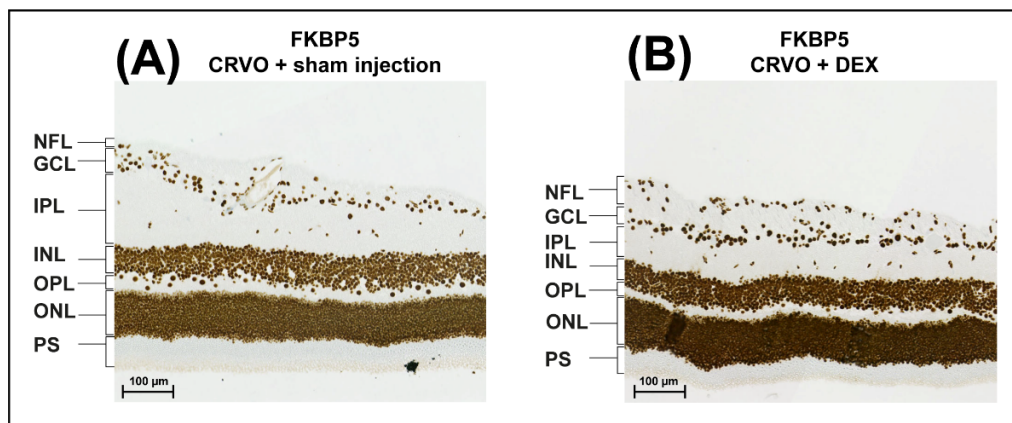 (A)
FKBP5
CRVO + sham injection
NFL
GCL
IPL
INL
OPL
ONL
PS
100 µm
(B)
FKBP5
CRVO + DEX
NFL
GCL
IPL
INL
OPL
ONL
PS
100 µm